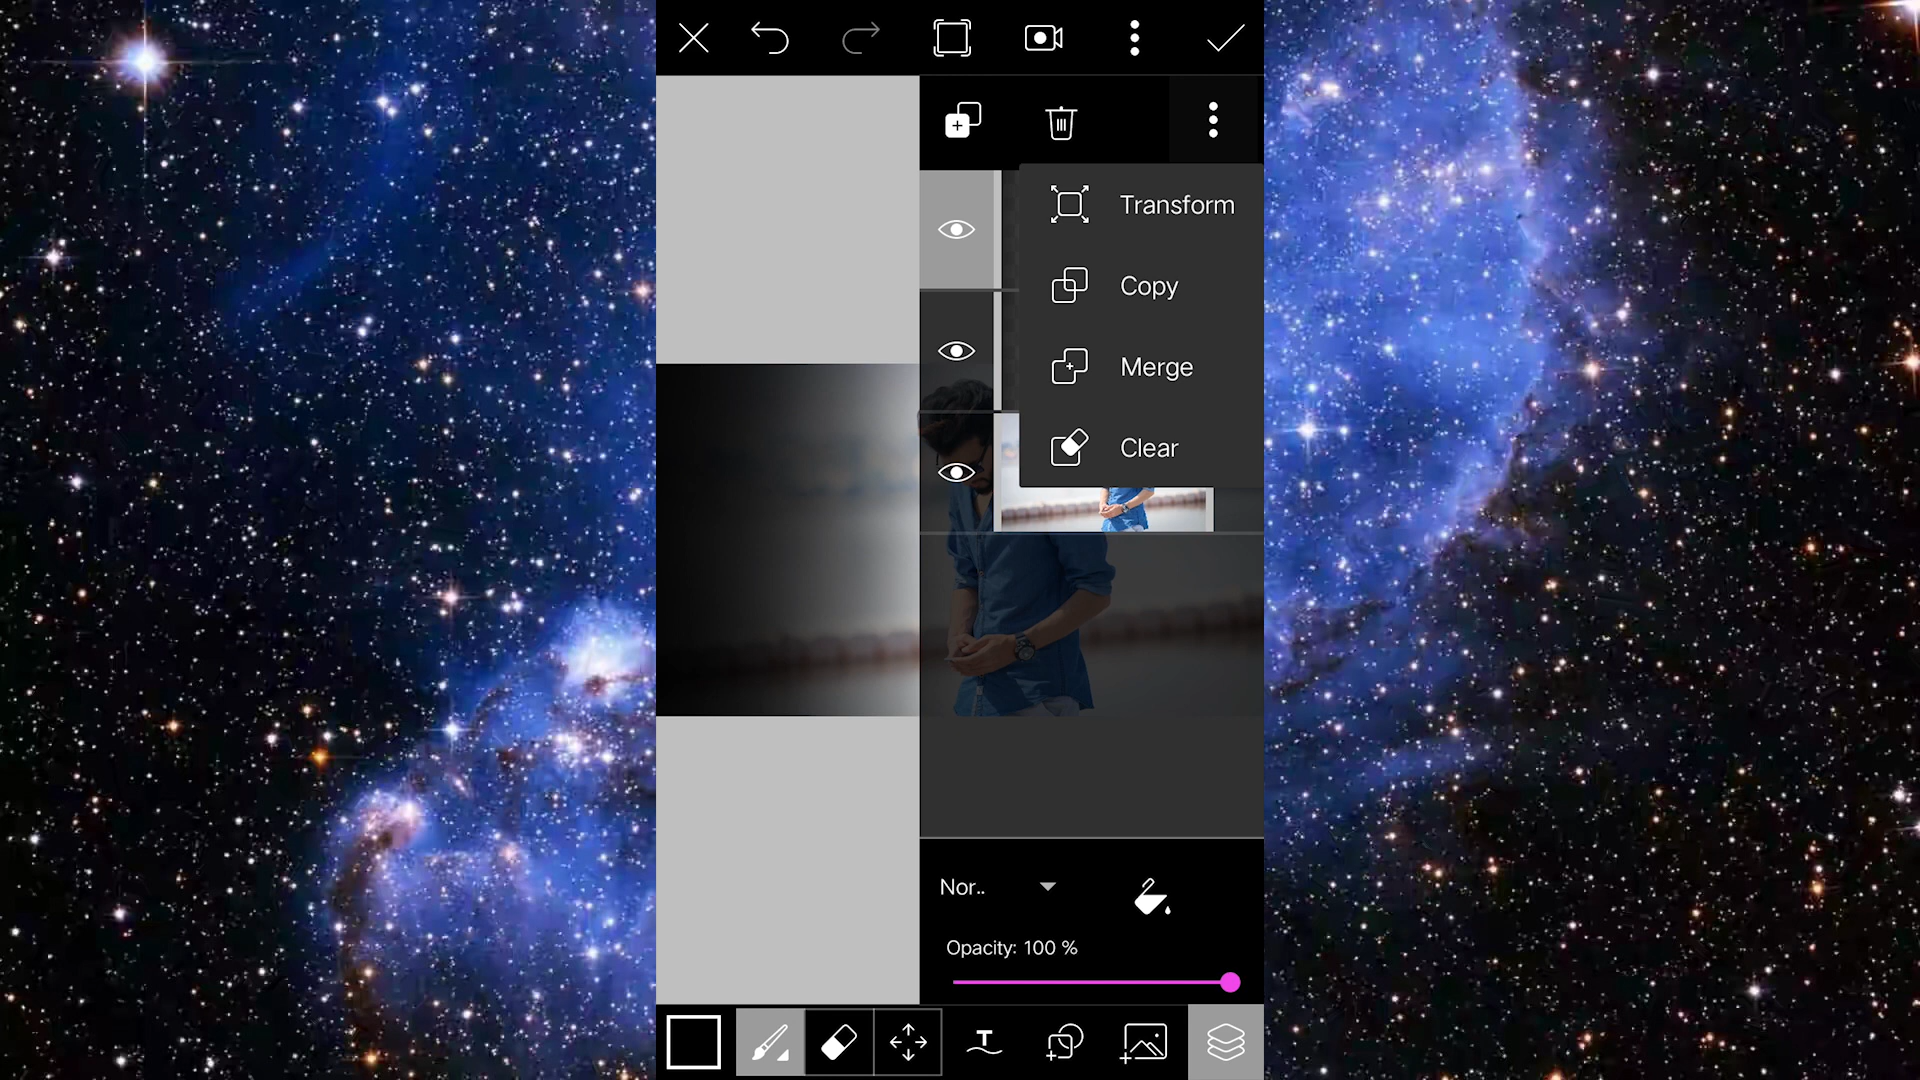 Transform
Copy
Merge
Clear
Nor..
Opacity: 100 %
T